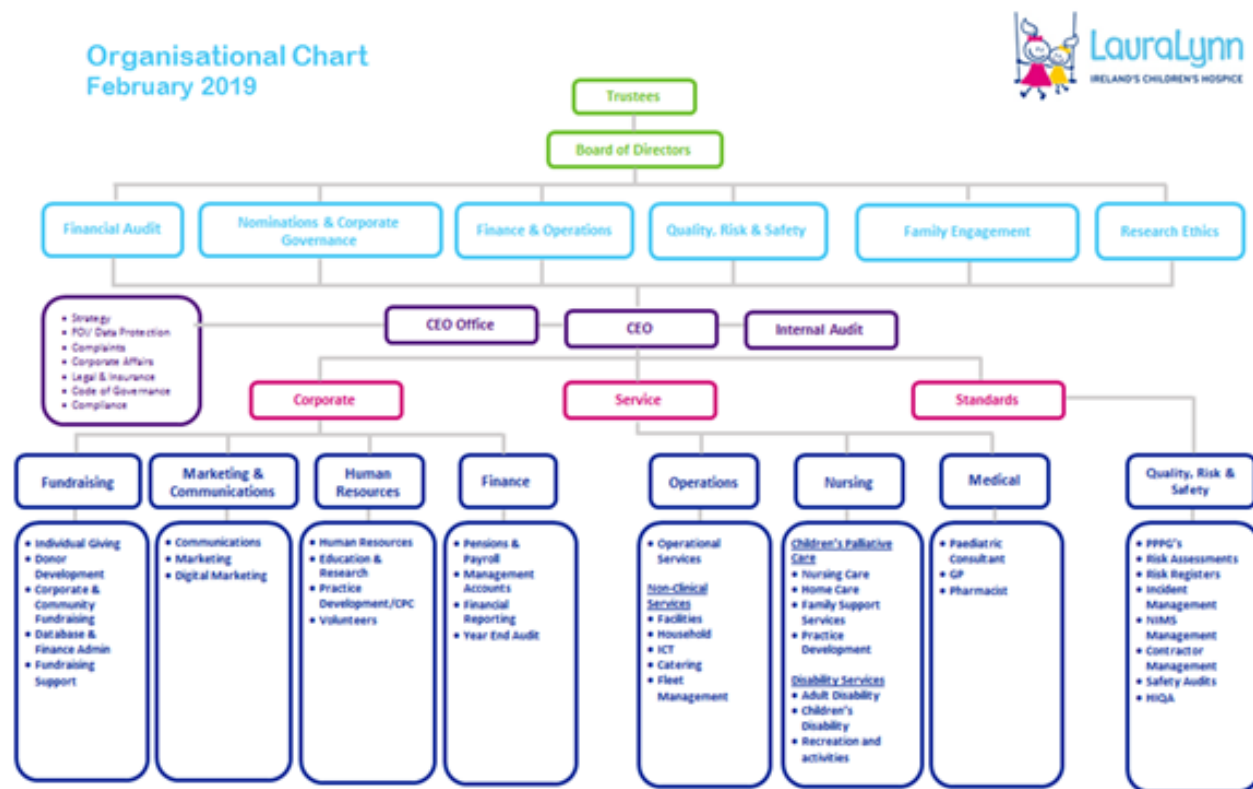 Organisational Chart
February 2019
LauraLynn
IRELAND'S CHILDREN'S HOSPICE
Trustees
Board of Directors
Financial Audit
Nominations & Corporate
Governance
Finance & Operations
Quality, Risk & Safety
Family Engagement
Research Ethics
• Strategy
• FOI/ Data Protection
• Complaints
• Corporate Affairs
• Legal & Insurance
• Code of Governance
• Compliance
CEO Office
CEO
Internal Audit
Corporate
Service
Standards
Fundraising
Marketing &
Communications
Human
Resources
Finance
Operations
Nursing
Medical
Quality, Risk &
Safety
• Individual Giving
• Donor
Development
• Corporate &
Community
Fundraising
• Database &
Finance Admin
• Fundraising
Support
• Communications
• Marketing
• Digital Marketing
• Human Resources
• Education &
Research
• Practice
Development/CPC
• Volunteers
• Pensions &
Payroll
• Management
Accounts
• Financial
Reporting
• Year End Audit
• Operational
Services
Non-Clinical
Services
• Facilities
• Household
• ICT
• Catering
• Fleet
Management
Children's Palliative
Care
• Nursing Care
• Home Care
• Family Support
Services
• Practice
Development
Disability Services
• Adult Disability
• Children's
Disability
• Recreation and
activities
• Paediatric
Consultant
• GP
• Pharmacist
• PPPG's
• Risk Assessments
• Risk Registers
• Incident
Management
• NIMS
Management
• Contractor
Management
• Safety Audits
• HIQA